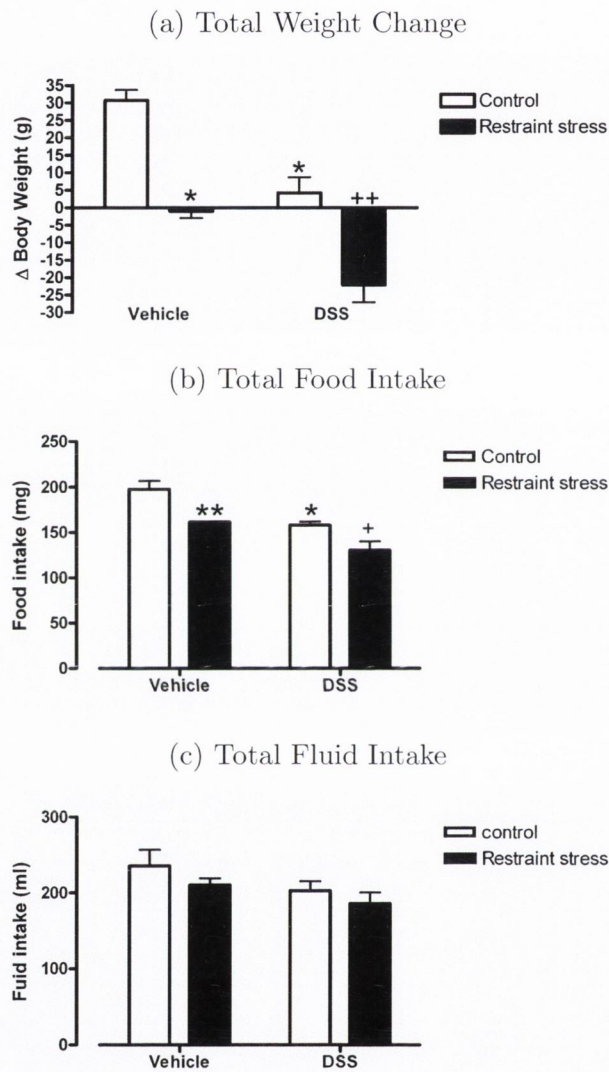 (a) Total Weight Change
Δ Body Weight (g)
35
30
25
20
15
10
5
0
-5
-10
-15
-20
-25
-30
*
*
++
Vehicle
DSS
Control
Restraint stress
(b) Total Food Intake
Food intake (mg)
250
200
150
100
50
0
**
*
+
Vehicle
DSS
Control
Restraint stress
(c) Total Fluid Intake
Fuid intake (ml)
300
200
100
0
Vehicle
DSS
control
Restraint stress